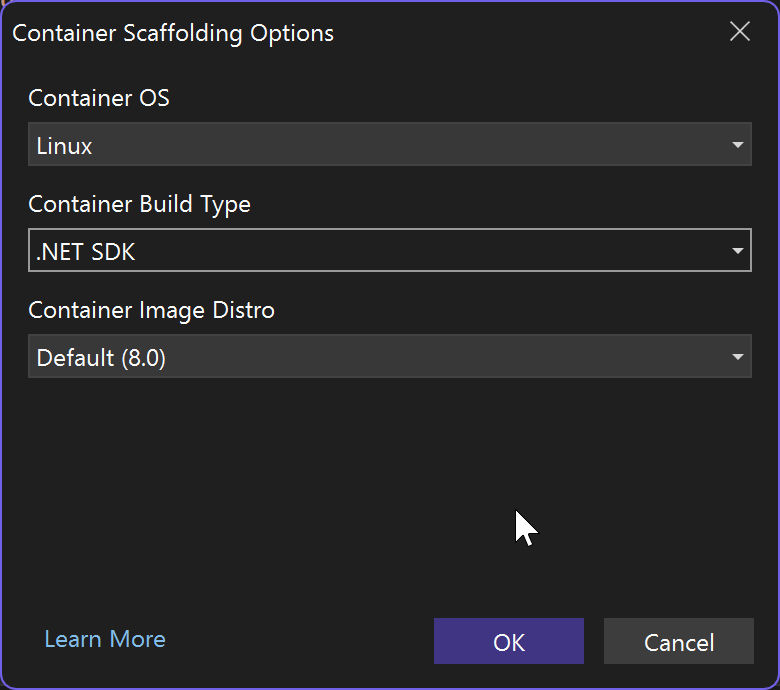 Container Scaffolding Options
Container OS
Linux
Container Build Type
.NET SDK
Container Image Distro
Default (8.0)
Learn More
OK
Cancel